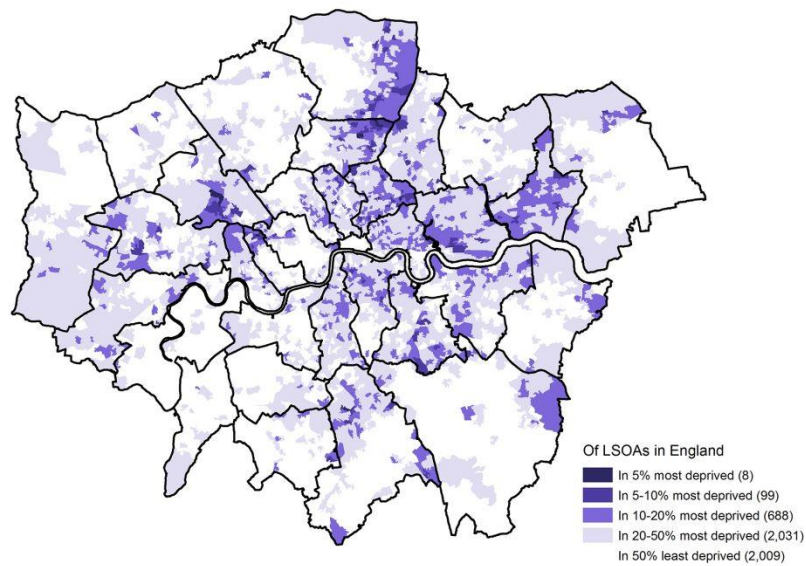 Of LSOAs in England
In 5% most deprived (8)
In 5-10% most deprived (99)
In 10-20% most deprived (688)
In 20-50% most deprived (2,031)
In 50% least deprived (2,009)